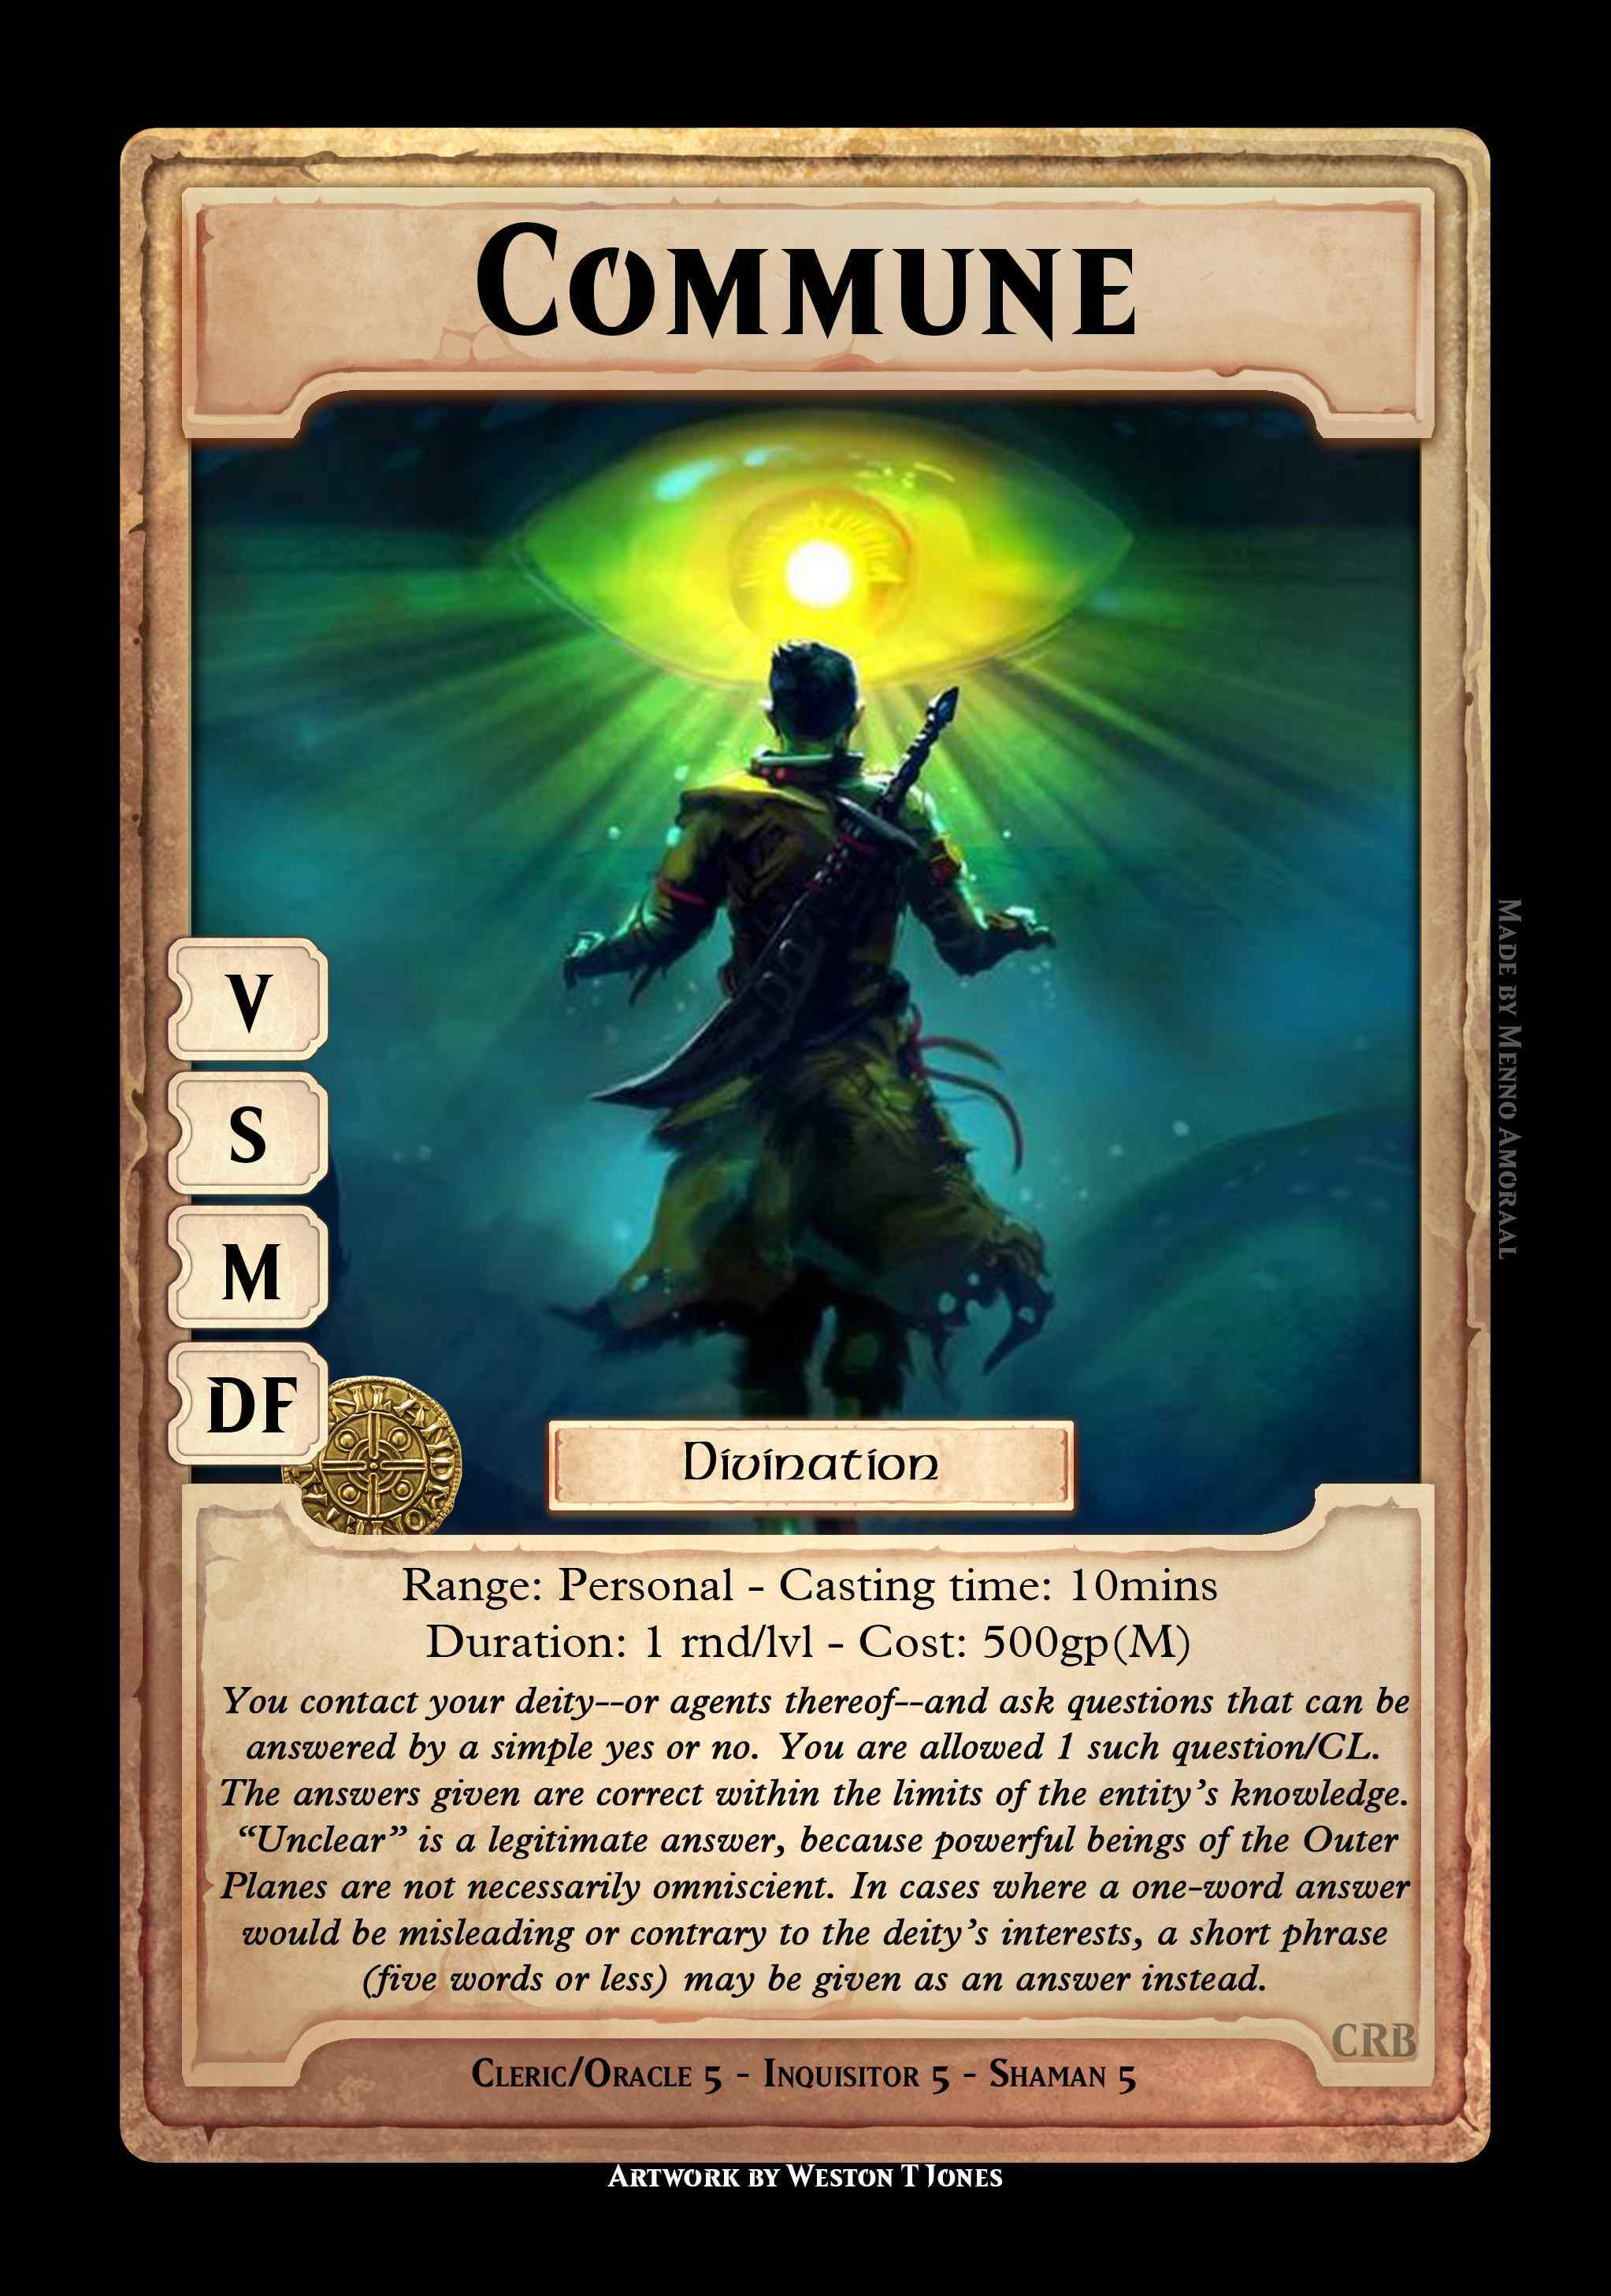 Commune
V
S
M
DF
Divination
Range: Personal - Casting time: 10mins
Duration: 1 rnd/lvl - Cost: 500gp(M)
You contact your deity--or agents thereof--and ask questions that can be
answered by a simple yes or no. You are allowed 1 such question/CL.
The answers given are correct within the limits of the entity's knowledge.
“Unclear” is a legitimate answer, because powerful beings of the Outer
Planes are not necessarily omniscient. In cases where a one-word answer
would be misleading or contrary to the deity's interests, a short phrase
(five words or less) may be given as an answer instead.
CRB
Cleric/Oracle 5 - Inquisitor 5 - Shaman 5
Artwork by Weston T Jones
Made by Menno Amoraal